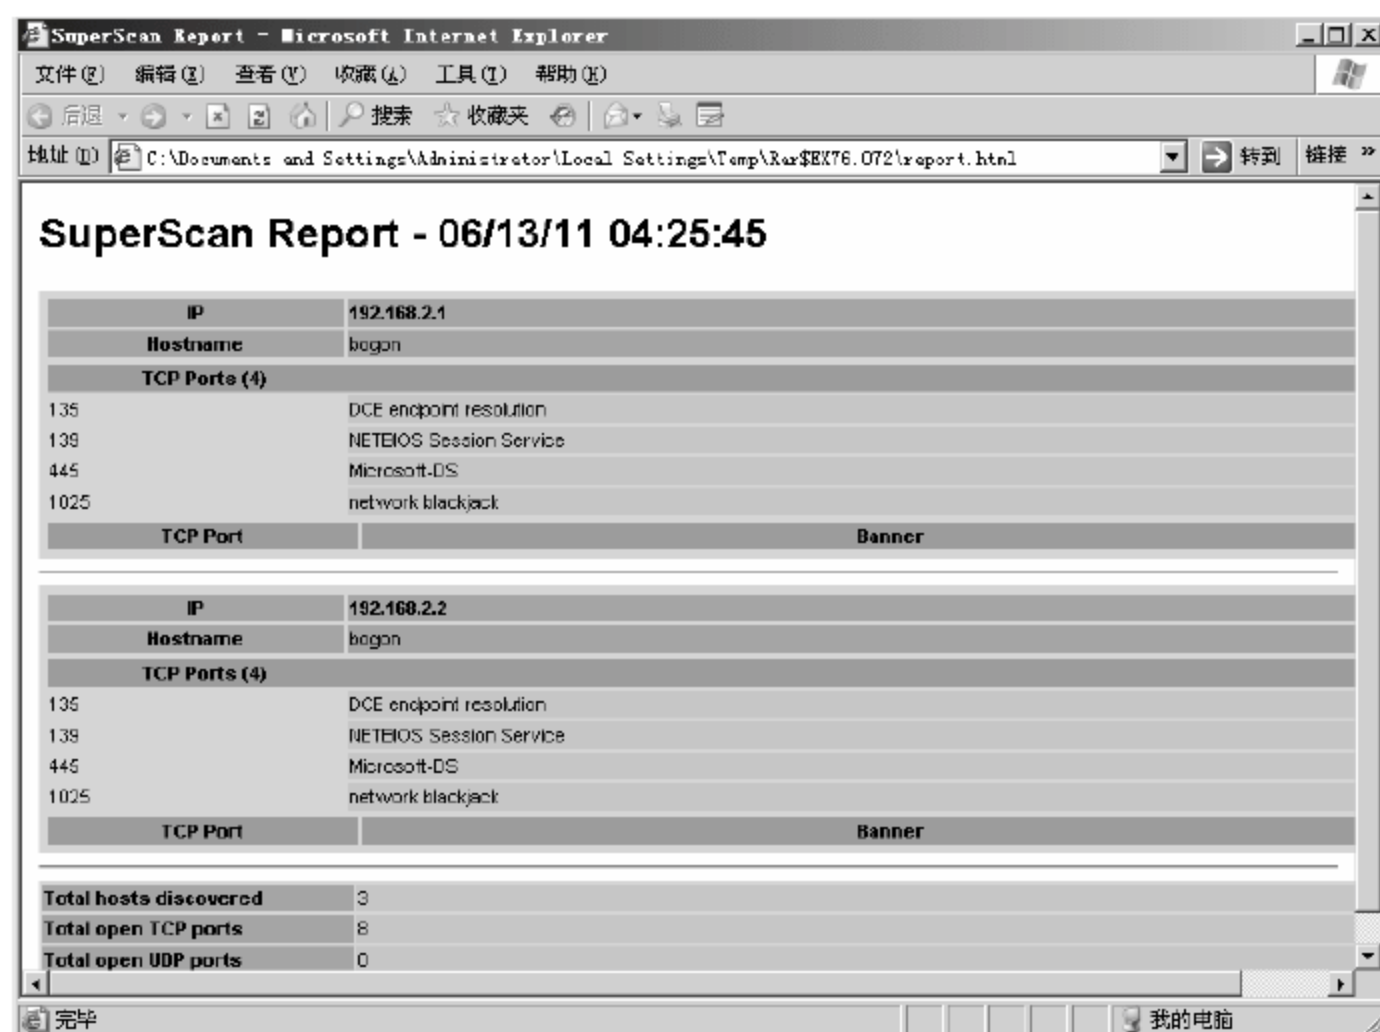 SuperScan Report - Microsoft Internet Explorer
文件(F) 编辑(E) 查看(V) 收藏(A) 工具(T) 帮助(H)
后退 搜索 收藏夹
地址(D) C:\Documents and Settings\Administrator\Local Settings\Temp\Rar$EX76.072\report.html 转到 链接 »
SuperScan Report - 06/13/11 04:25:45
IP 192.168.2.1
Hostname bogon
TCP Ports (4)
135 DCE endpoint resolution
139 NETBIOS Session Service
445 Microsoft-DS
1025 network blackjack
TCP Port Banner
IP 192.168.2.2
Hostname bogon
TCP Ports (4)
135 DCE endpoint resolution
139 NETBIOS Session Service
445 Microsoft-DS
1025 network blackjack
TCP Port Banner
Total hosts discovered 3
Total open TCP ports 8
Total open UDP ports 0
完毕 我的电脑